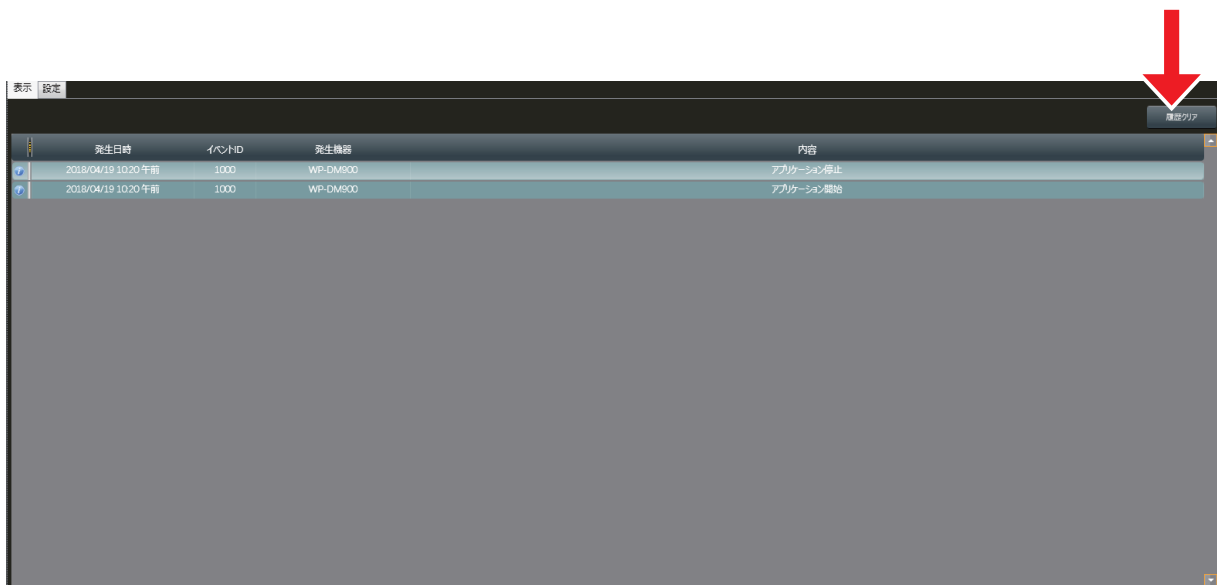 表示 設定
履歴クリア
発生日時 イベントID 発生機器 内容
2018/04/19 10:20 午前 1000 WP-DM900 アプリケーション停止
2018/04/19 10:20 午前 1000 WP-DM900 アプリケーション開始